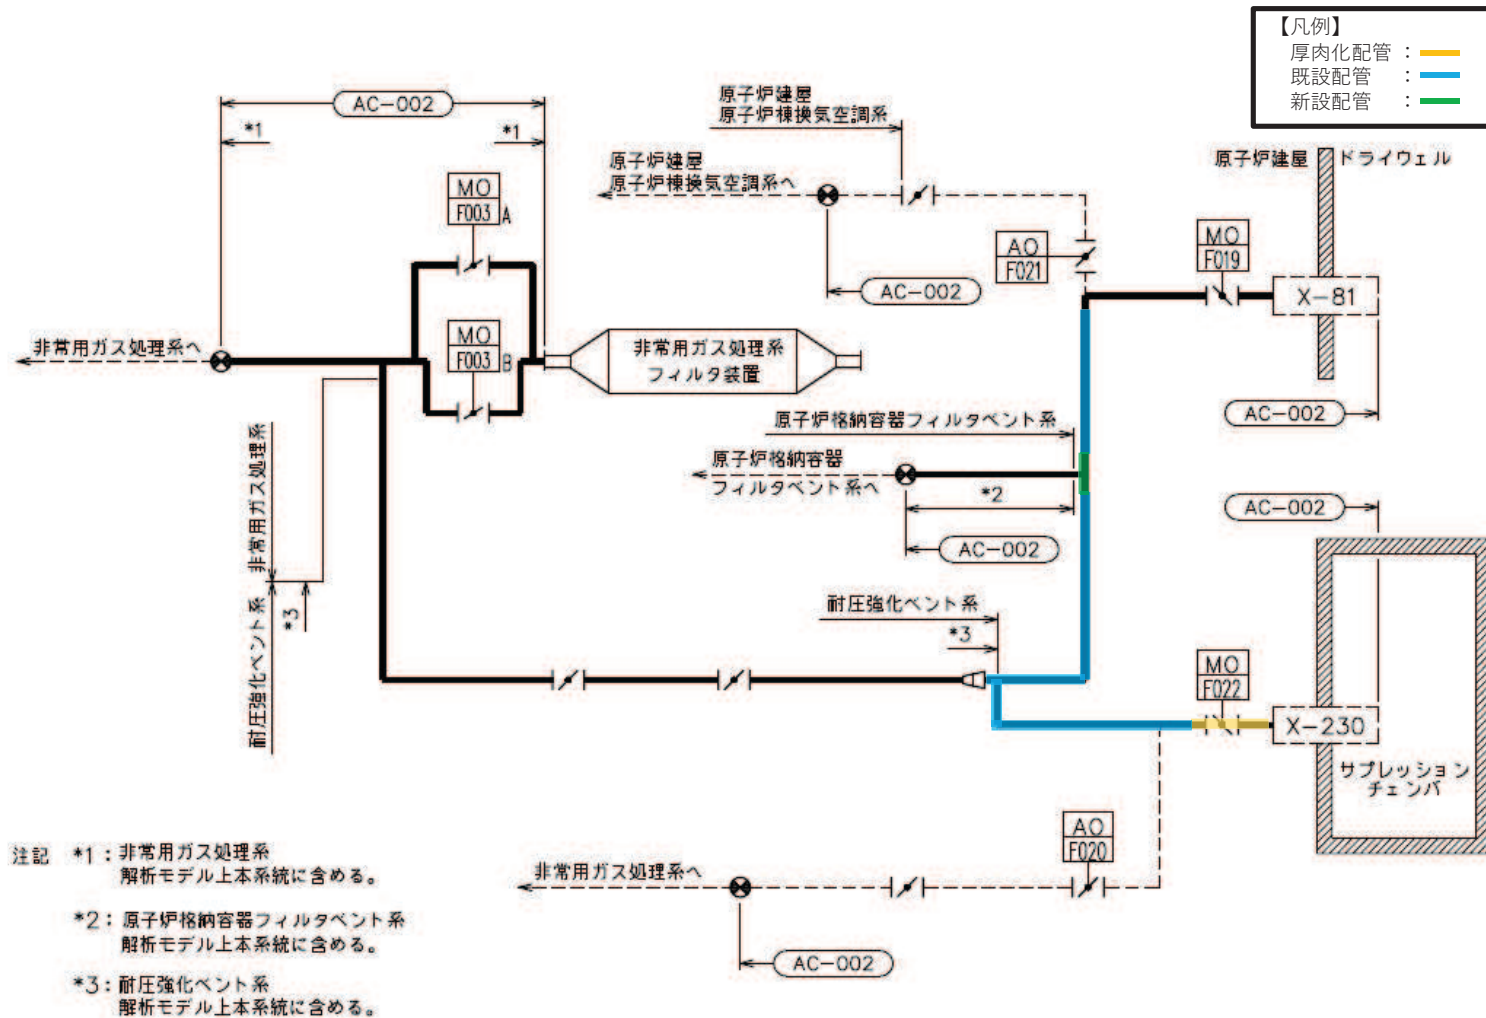 【凡例】
厚肉化配管 :
既設配管 :
新設配管 :
AC-002
*1
*1
原子炉建屋
原子炉棟換気空調系
原子炉建屋
原子炉棟換気空調系へ
原子炉建屋
ドライウェル
MO
F003 A
AO
F021
MO
F019
AC-002
X-81
MO
F003 B
非常用ガス処理系へ
非常用ガス処理系
フィルタ装置
AC-002
原子炉格納容器フィルタベント系
原子炉格納容器
フィルタベント系へ
*2
AC-002
AC-002
非常用ガス処理系
耐圧強化ベント系
*3
耐圧強化ベント系
*3
MO
F022
X-230
サプレッション
チェンバ
AO
F020
非常用ガス処理系へ
AC-002
注記 *1:非常用ガス処理系
解析モデル上本系統に含める。
*2:原子炉格納容器フィルタベント系
解析モデル上本系統に含める。
*3:耐圧強化ベント系
解析モデル上本系統に含める。